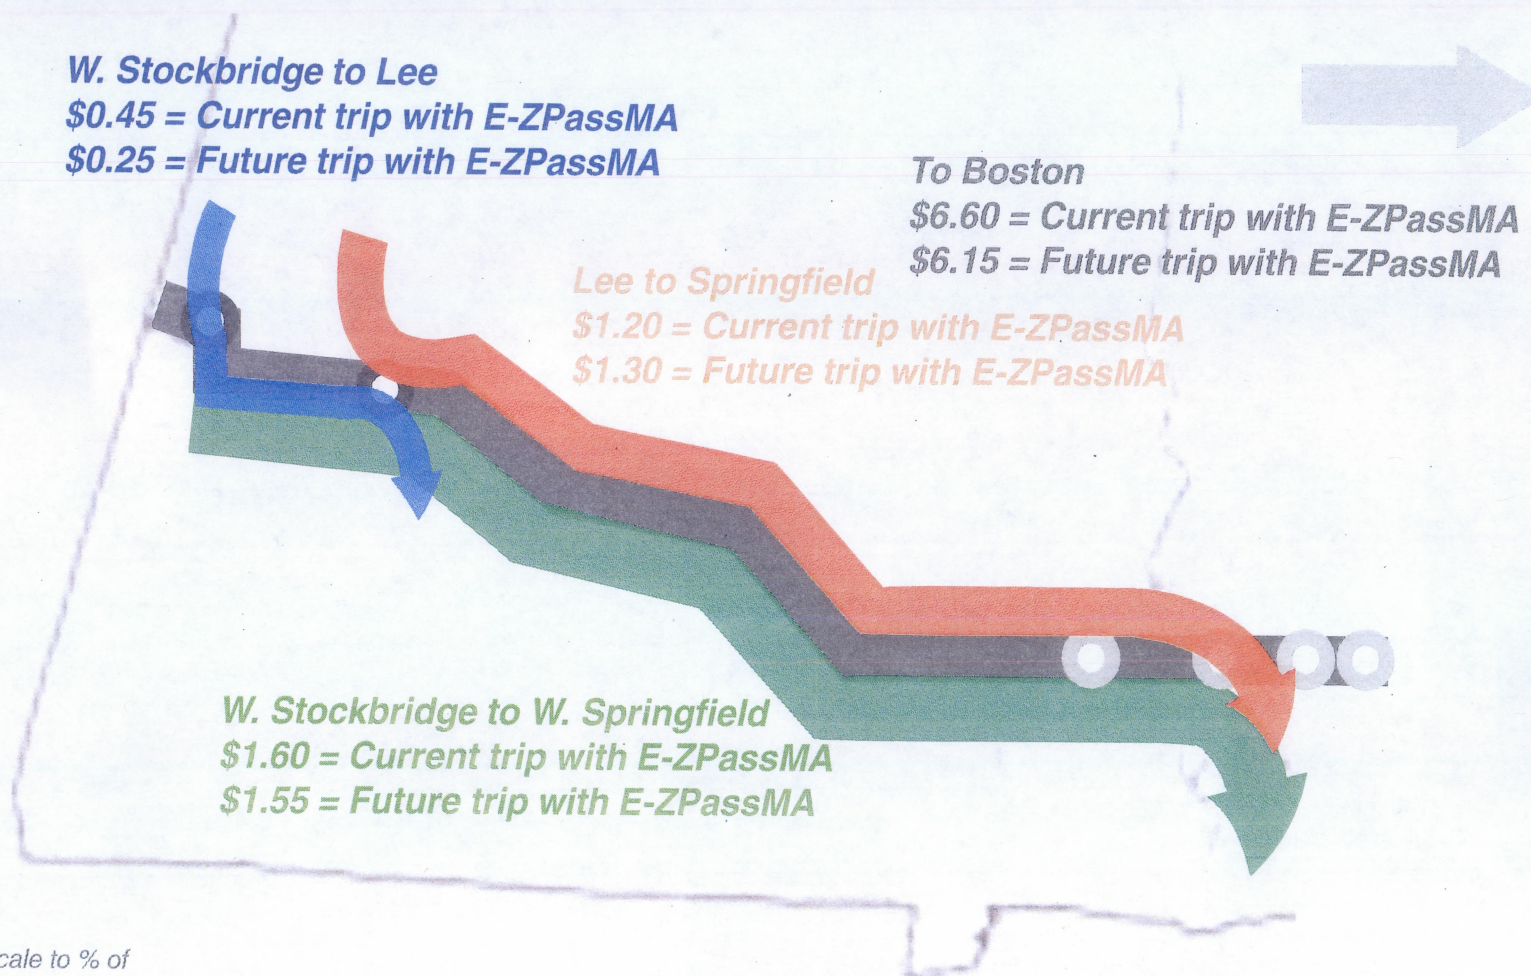 W. Stockbridge to Lee
$0.45 = Current trip with E-ZPassMA
$0.25 = Future trip with E-ZPassMA
To Boston
$6.60 = Current trip with E-ZPassMA
$6.15 = Future trip with E-ZPassMA
Lee to Springfield
$1.20 = Current trip with E-ZPassMA
$1.30 = Future trip with E-ZPassMA
W. Stockbridge to W. Springfield
$1.60 = Current trip with E-ZPassMA
$1.55 = Future trip with E-ZPassMA
cale to % of